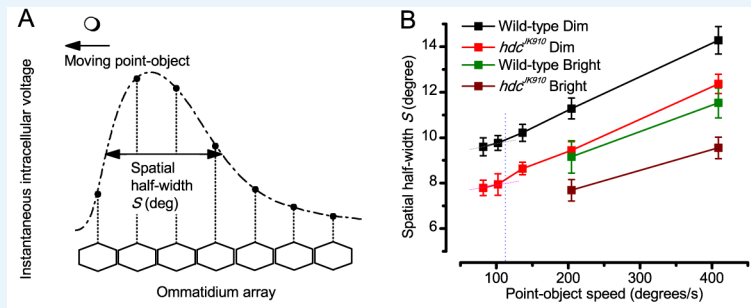 A
Moving point-object
Instantaneous intracellular voltage
Spatial
half-width
S (deg)
Ommatidium array
B
Wild-type Dim
hdcJK910 Dim
Wild-type Bright
hdcJK910 Bright
Spatial half-width S (degree)
14
12
10
8
6
100
200
300
400
Point-object speed (degrees/s)